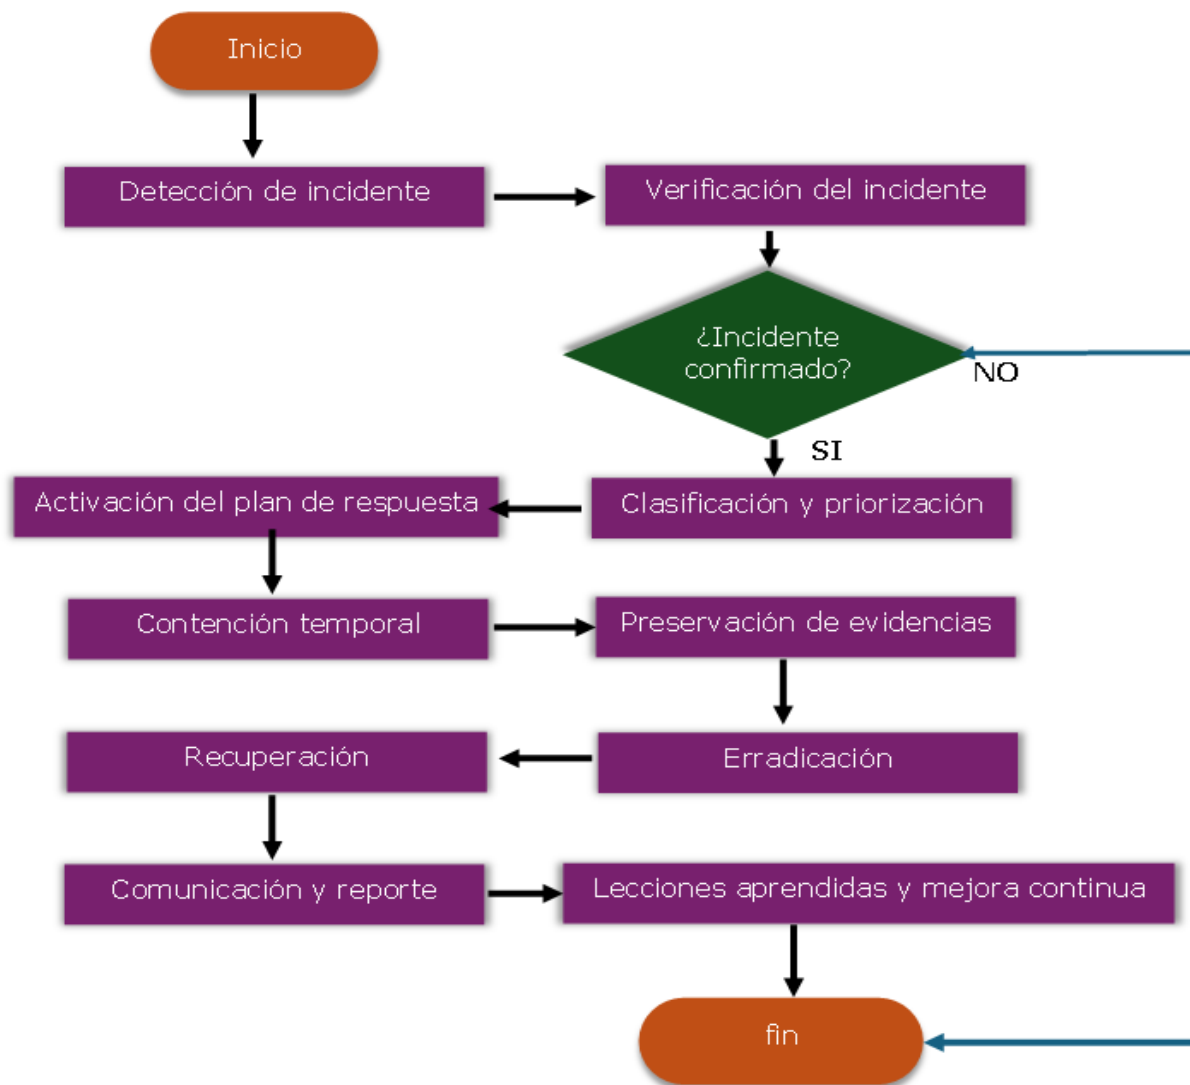 Inicio
Detección de incidente
Verificación del incidente
¿Incidente
confirmado?
NO
SI
Activación del plan de respuesta
Clasificación y priorización
Contención temporal
Preservación de evidencias
Recuperación
Erradicación
Comunicación y reporte
Lecciones aprendidas y mejora continua
fin